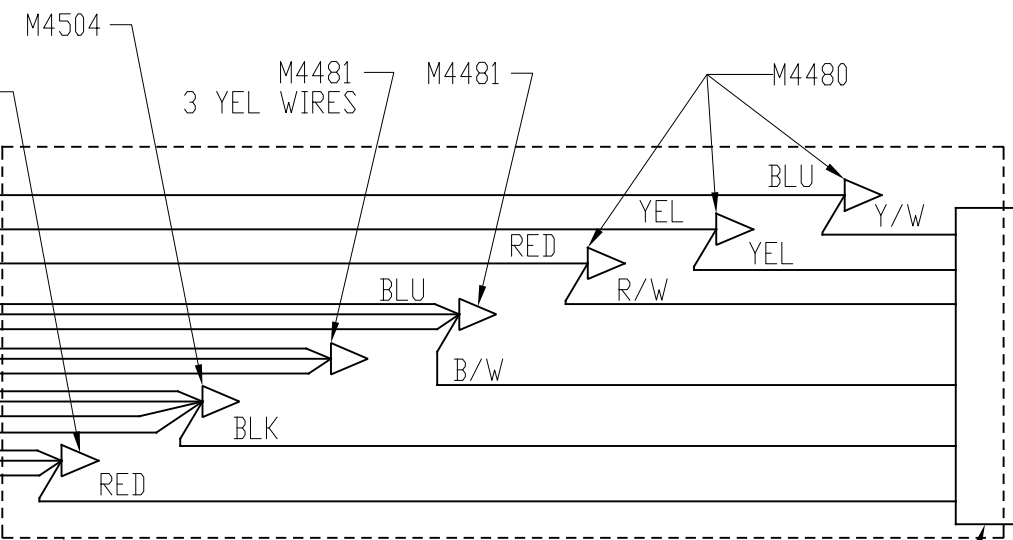 M4504
M4481
3 YEL WIRES
M4481
M4480
BLU
Y/W
YEL
YEL
RED
R/W
BLU
B/W
BLK
RED